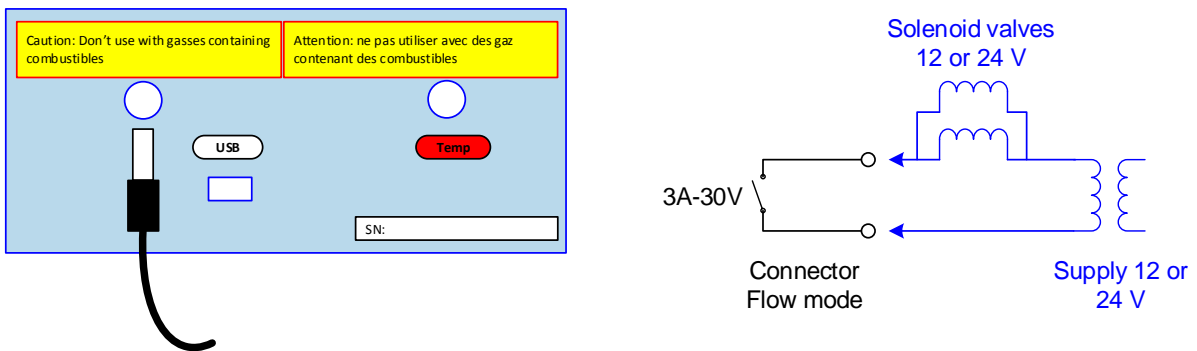 Caution: Don’t use with gasses containing
combustibles
Attention: ne pas utiliser avec des gaz
contenant des combustibles
USB
Temp
SN:
Solenoid valves
12 or 24 V
3A-30V
Connector
Flow mode
Supply 12 or
24 V